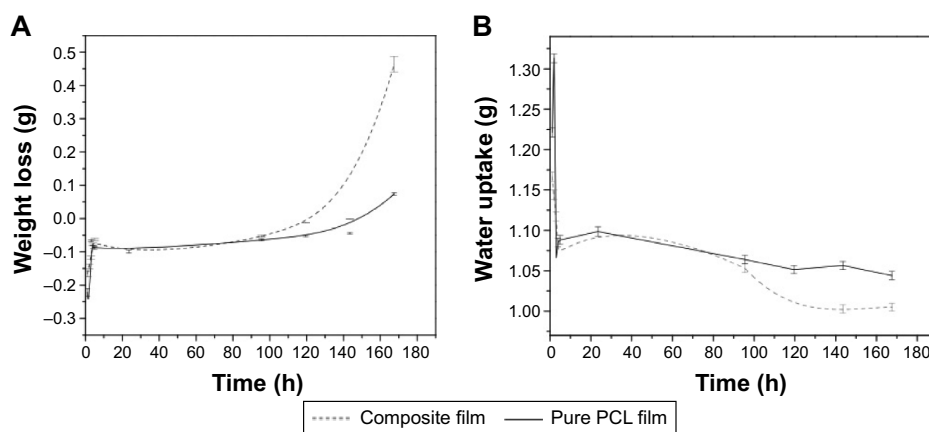 A
B
Weight loss (g)
0.5
0.4
0.3
0.2
0.1
0.0
–0.1
–0.2
–0.3
0 20 40 60 80 100 120 140 160 180
Time (h)
Water uptake (g)
1.30
1.25
1.20
1.15
1.10
1.05
1.00
0 20 40 60 80 100 120 140 160 180
Time (h)
Composite film Pure PCL film